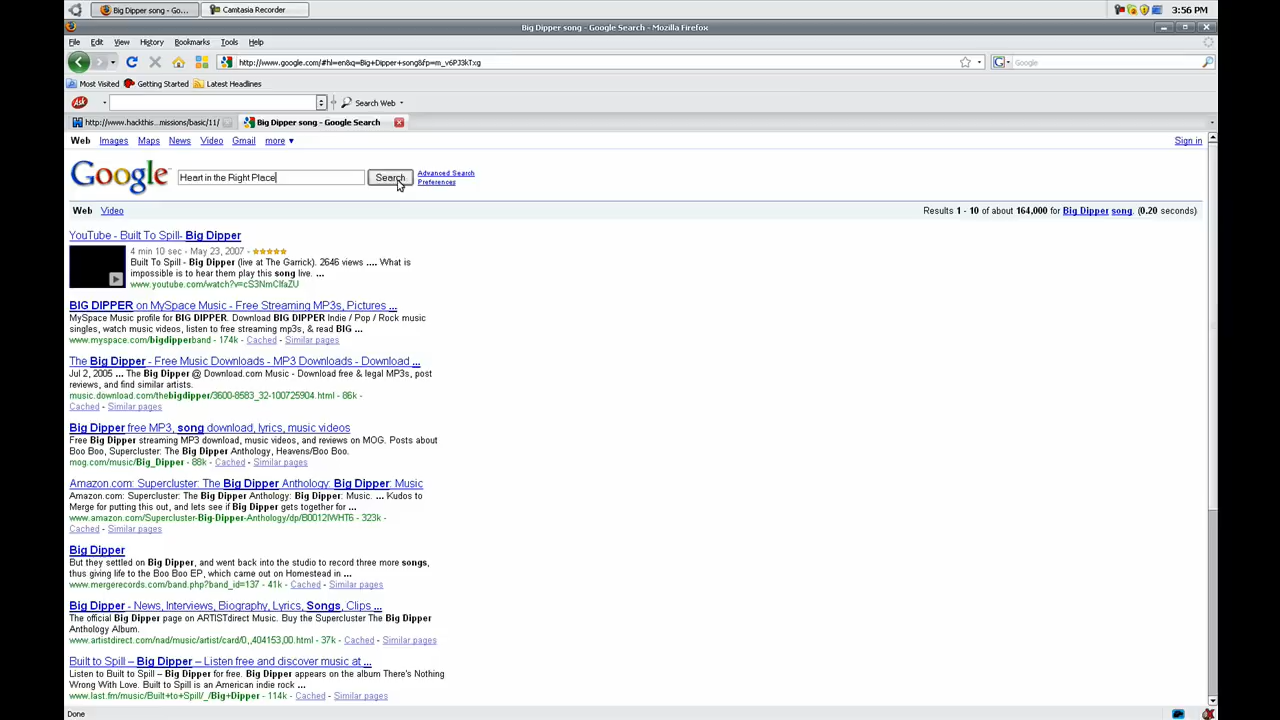 Big Dipper song - Go... Camtasia Recorder 3:56 PM
Big Dipper song - Google Search - Mozilla Firefox
File Edit View History Bookmarks Tools Help
http://www.google.com/#hl=en&q=Big+Dipper+song&fp=m_v6PJ3kTxg Google
Most Visited Getting Started Latest Headlines
Ask Search Web
http://www.hackthis...missions/basic/11/ Big Dipper song - Google Search
Web Images Maps News Video Gmail more ▼ Sign in
Google Heart in the Right Place Search Advanced Search
Preferences
Web Video Results 1 - 10 of about 164,000 for Big Dipper song. (0.20 seconds)
YouTube - Built To Spill- Big Dipper
4 min 10 sec - May 23, 2007 -
Built To Spill - Big Dipper (live at The Garrick). 2646 views .... What is
impossible is to hear them play this song live. ...
www.youtube.com/watch?v=cS3NmClfaZU
BIG DIPPER on MySpace Music - Free Streaming MP3s, Pictures ...
MySpace Music profile for BIG DIPPER. Download BIG DIPPER Indie / Pop / Rock music
singles, watch music videos, listen to free streaming mp3s, & read BIG ...
www.myspace.com/bigdipperband - 174k - Cached - Similar pages
The Big Dipper - Free Music Downloads - MP3 Downloads - Download ...
Jul 2, 2005 ... The Big Dipper @ Download.com Music - Download free & legal MP3s, post
reviews, and find similar artists.
music.download.com/thebigdipper/3600-8583_32-100725904.html - 86k -
Cached - Similar pages
Big Dipper free MP3, song download, lyrics, music videos
Free Big Dipper streaming MP3 download, music videos, and reviews on MOG. Posts about
Boo Boo, Supercluster: The Big Dipper Anthology, Heavens/Boo Boo.
mog.com/music/Big_Dipper - 88k - Cached - Similar pages
Amazon.com: Supercluster: The Big Dipper Anthology: Big Dipper: Music
Amazon.com: Supercluster: The Big Dipper Anthology: Big Dipper: Music. ... Kudos to
Merge for putting this out, and lets see if Big Dipper gets together for ...
www.amazon.com/Supercluster-Big-Dipper-Anthology/dp/B0012IWHT6 - 323k -
Cached - Similar pages
Big Dipper
But they settled on Big Dipper, and went back into the studio to record three more songs,
thus giving life to the Boo Boo EP, which came out on Homestead in ...
www.mergerecords.com/band.php?band_id=137 - 41k - Cached - Similar pages
Big Dipper - News, Interviews, Biography, Lyrics, Songs, Clips ...
The official Big Dipper page on ARTISTdirect Music. Buy the Supercluster The Big Dipper
Anthology Album.
www.artistdirect.com/nad/music/artist/card/0,,404153,00.html - 37k - Cached - Similar pages
Built to Spill – Big Dipper – Listen free and discover music at ...
Listen to Built to Spill – Big Dipper for free. Big Dipper appears on the album There's Nothing
Wrong With Love. Built to Spill is an American indie rock ...
www.last.fm/music/Built+to+Spill/_/Big+Dipper - 114k - Cached - Similar pages
Done